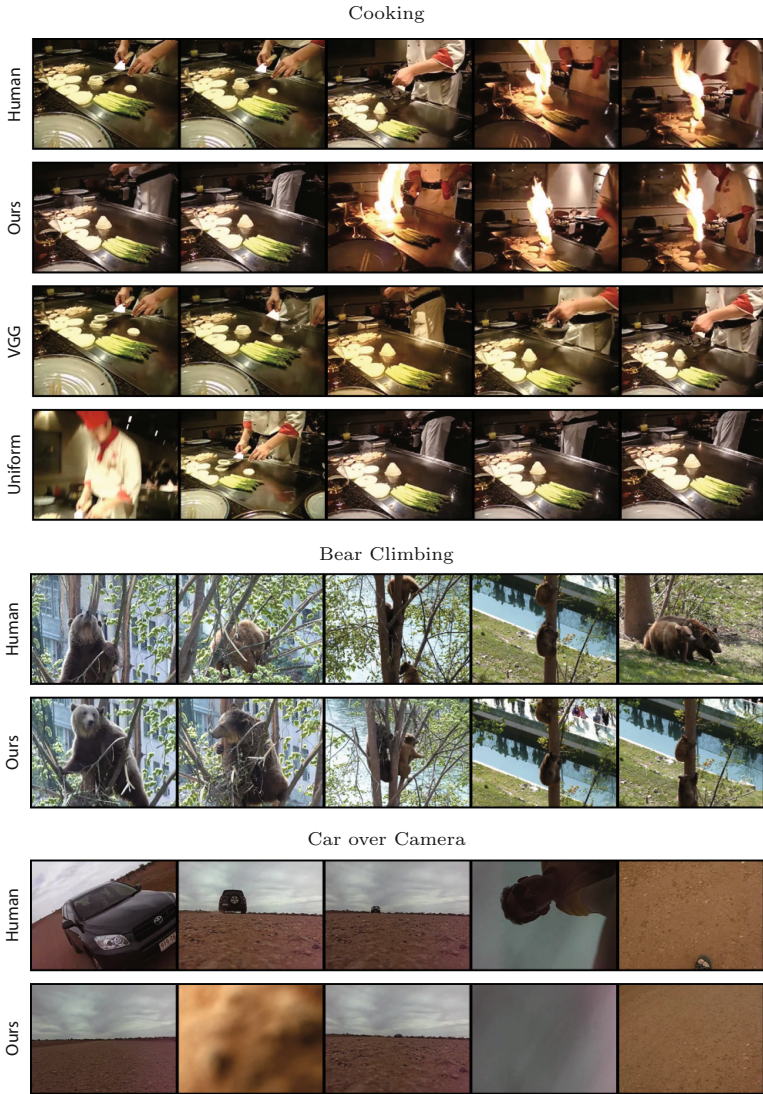 Cooking
Human
Ours
VGG
Uniform
Bear Climbing
Human
Ours
Car over Camera
Human
Ours